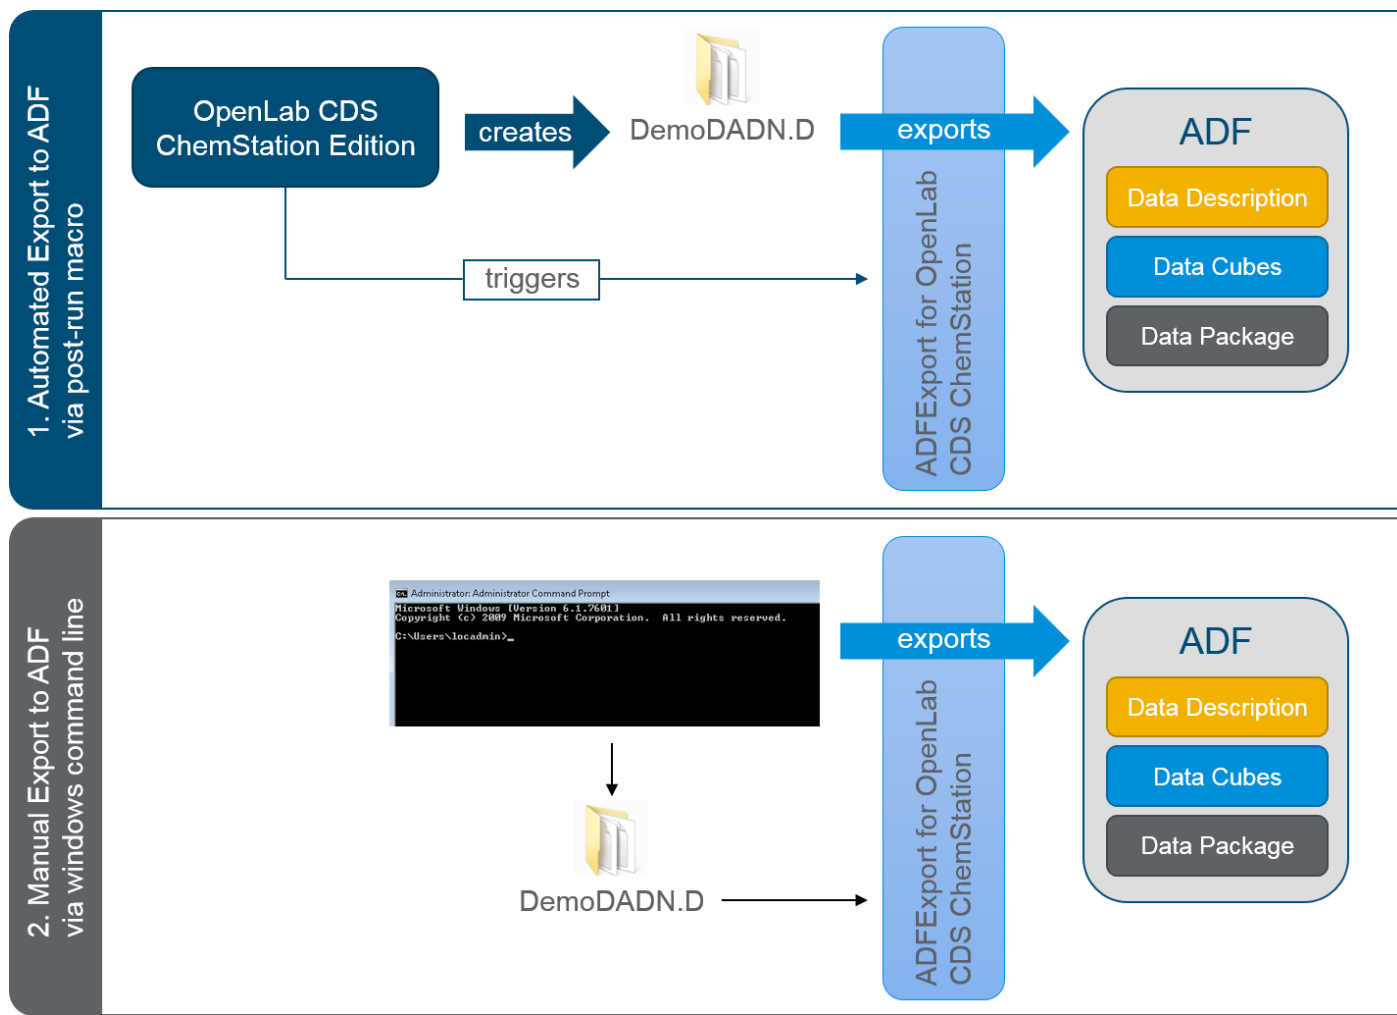 1. Automated Export to ADF
via post-run macro
OpenLab CDS
ChemStation Edition
creates
DemoDADN.D
exports
triggers
ADFExport for OpenLab
CDS ChemStation
ADF
Data Description
Data Cubes
Data Package
2. Manual Export to ADF
via windows command line
Administrator: Administrator Command Prompt
Microsoft Windows [Version 6.1.7601]
Copyright (c) 2009 Microsoft Corporation.  All rights reserved.
C:\Users\locadmin>_
exports
DemoDADN.D
ADFExport for OpenLab
CDS ChemStation
ADF
Data Description
Data Cubes
Data Package